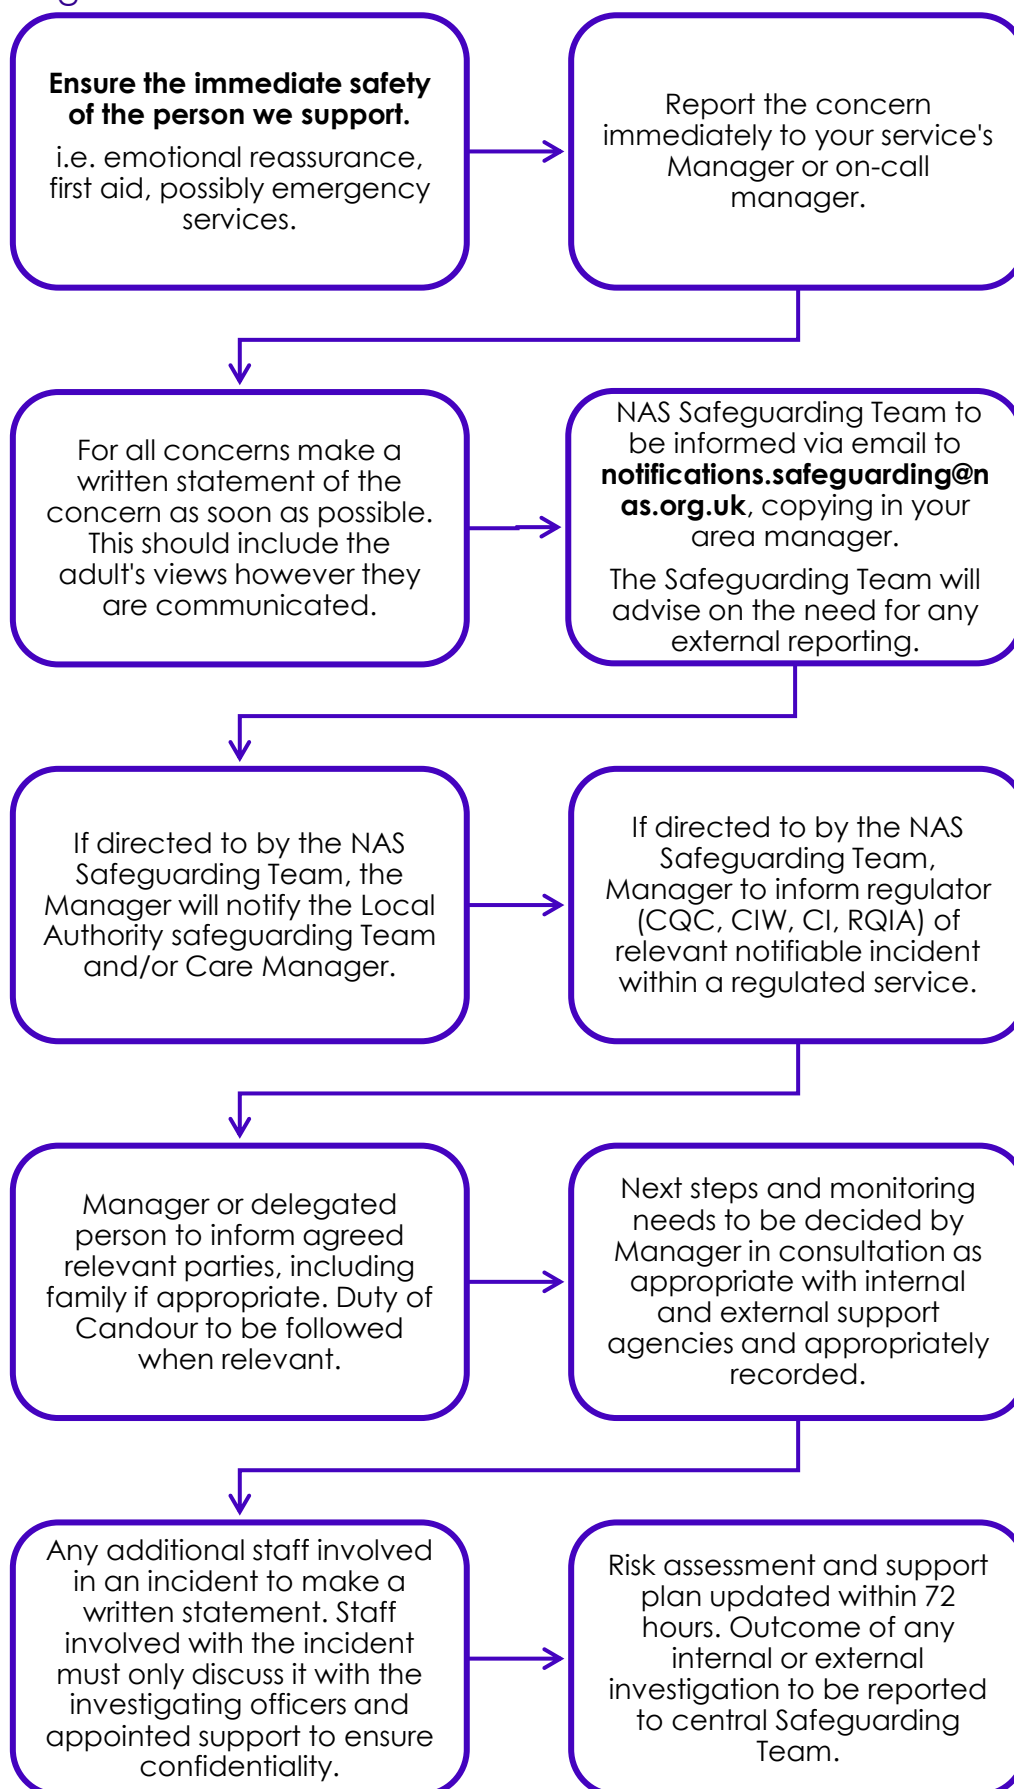 Ensure the immediate safety
of the person we support.
i.e. emotional reassurance,
first aid, possibly emergency
services.
Report the concern
immediately to your service's
Manager or on-call
manager.
For all concerns make a
written statement of the
concern as soon as possible.
This should include the
adult's views however they
are communicated.
NAS Safeguarding Team to
be informed via email to
notifications.safeguarding@n
as.org.uk, copying in your
area manager.
The Safeguarding Team will
advise on the need for any
external reporting.
If directed to by the NAS
Safeguarding Team, the
Manager will notify the Local
Authority safeguarding Team
and/or Care Manager.
If directed to by the NAS
Safeguarding Team,
Manager to inform regulator
(CQC, CIW, CI, RQIA) of
relevant notifiable incident
within a regulated service.
Manager or delegated
person to inform agreed
relevant parties, including
family if appropriate. Duty of
Candour to be followed
when relevant.
Next steps and monitoring
needs to be decided by
Manager in consultation as
appropriate with internal
and external support
agencies and appropriately
recorded.
Any additional staff involved
in an incident to make a
written statement. Staff
involved with the incident
must only discuss it with the
investigating officers and
appointed support to ensure
confidentiality.
Risk assessment and support
plan updated within 72
hours. Outcome of any
internal or external
investigation to be reported
to central Safeguarding
Team.